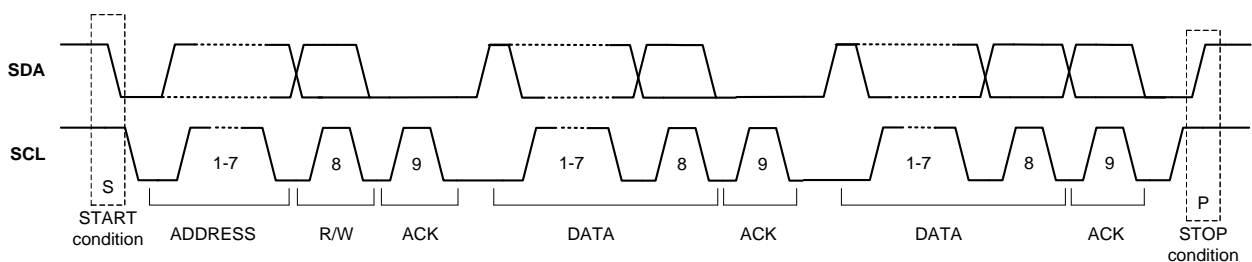 SDA
SCL
1-7
8
9
1-7
8
9
1-7
8
9
S
P
START
condition
ADDRESS
R/W
ACK
DATA
ACK
DATA
ACK
STOP
condition